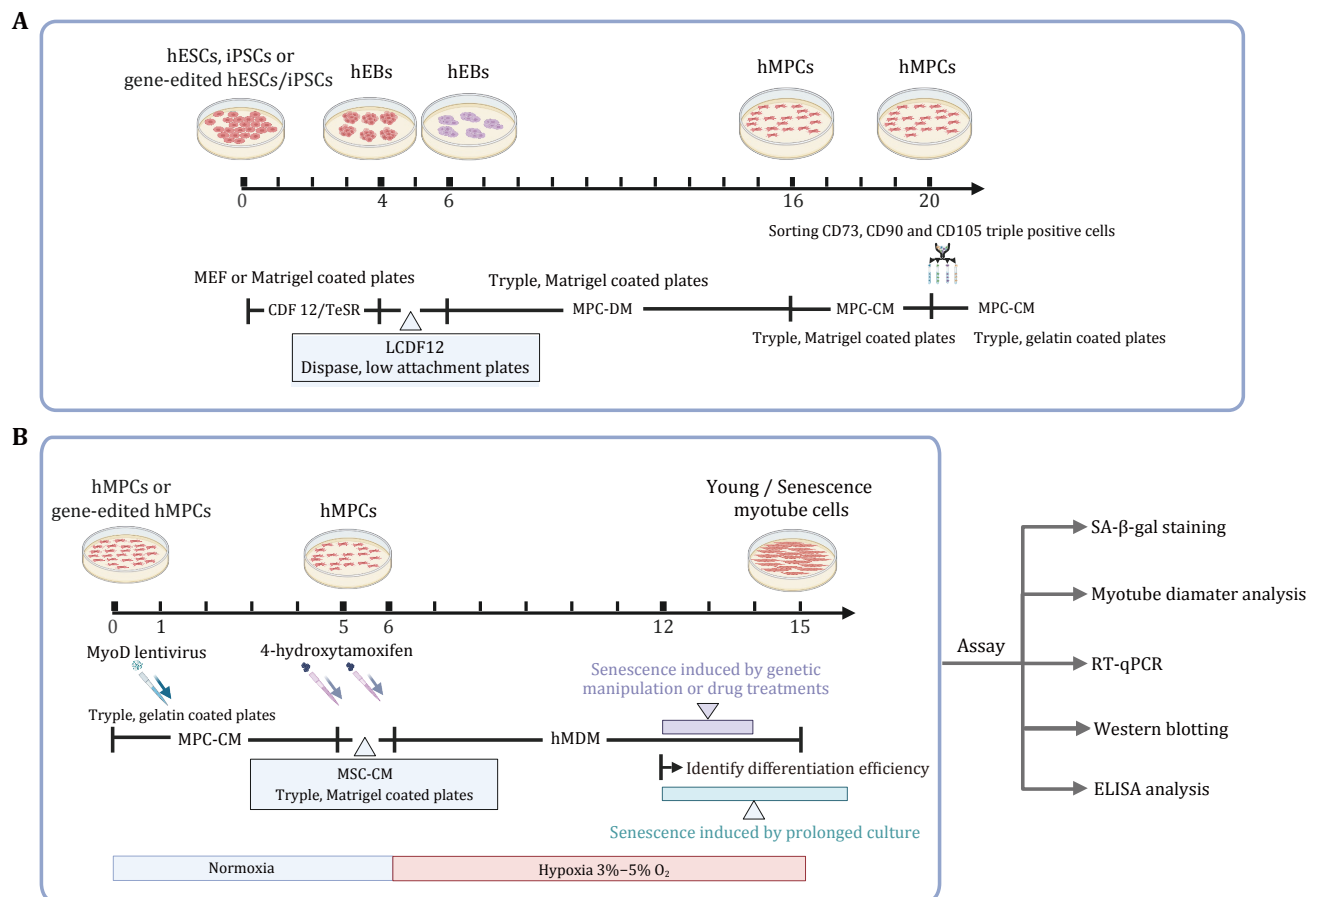 A
hESCs, iPSCs or
gene-edited hESCs/iPSCs
hEBs
hEBs
hMPCs
hMPCs
0
4
6
16
20
Sorting CD73, CD90 and CD105 triple positive cells
MEF or Matrigel coated plates
Tryple, Matrigel coated plates
CDF 12/TeSR
MPC-DM
MPC-CM
MPC-CM
Tryple, Matrigel coated plates
Tryple, gelatin coated plates
LCDF12
Dispase, low attachment plates
B
hMPCs or
gene-edited hMPCs
hMPCs
Young / Senescence
myotube cells
0
1
5
6
12
15
MyoD lentivirus
4-hydroxytamoxifen
Senescence induced by genetic
manipulation or drug treatments
Tryple, gelatin coated plates
MPC-CM
hMDM
MSC-CM
Tryple, Matrigel coated plates
Identify differentiation efficiency
Senescence induced by prolonged culture
Normoxia
Hypoxia 3%–5% O₂
Assay
SA-β-gal staining
Myotube diamater analysis
RT-qPCR
Western blotting
ELISA analysis